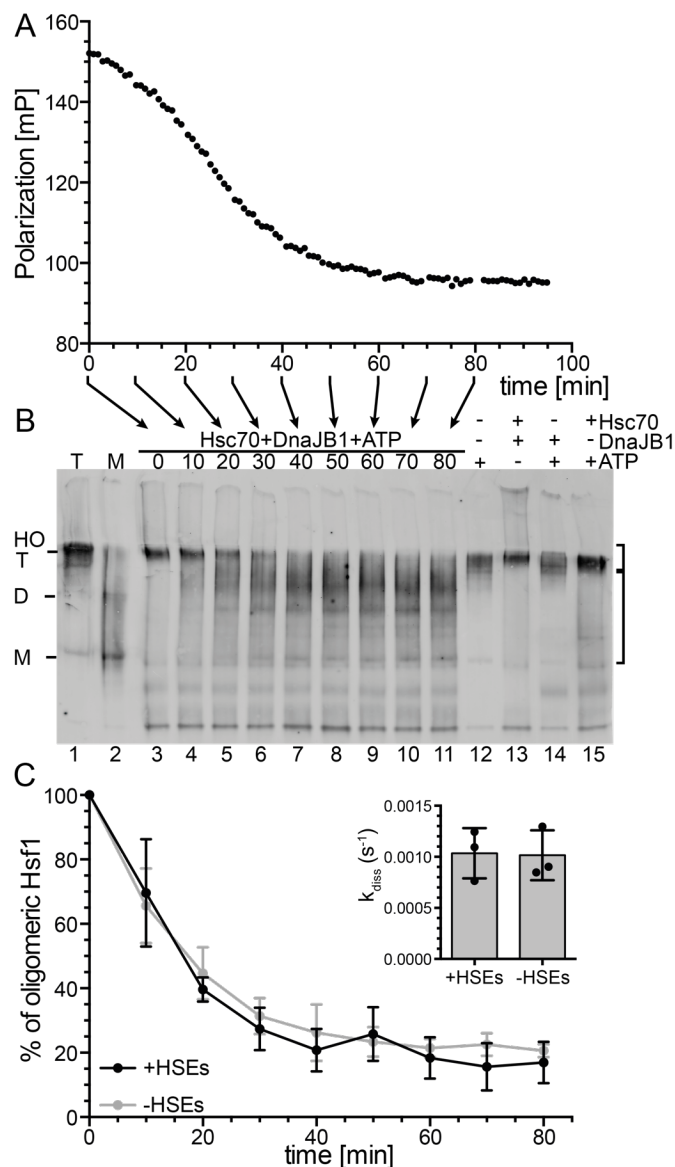 A
160
140
120
100
80
Polarization [mP]
0 20 40 60 80 100
time [min]
B
Hsc70+DnaJB1+ATP
T M 0 10 20 30 40 50 60 70 80
- + - + Hsc70
- + + - DnaJB1
+ - + + ATP
HO
T
D
M
1 2 3 4 5 6 7 8 9 10 11 12 13 14 15
C
100
80
60
40
20
0
% of oligomeric Hsf1
+HSEs
-HSEs
0 20 40 60 80
time [min]
0.0015
0.0010
0.0005
0.0000
kdiss (s-1)
+HSEs -HSEs